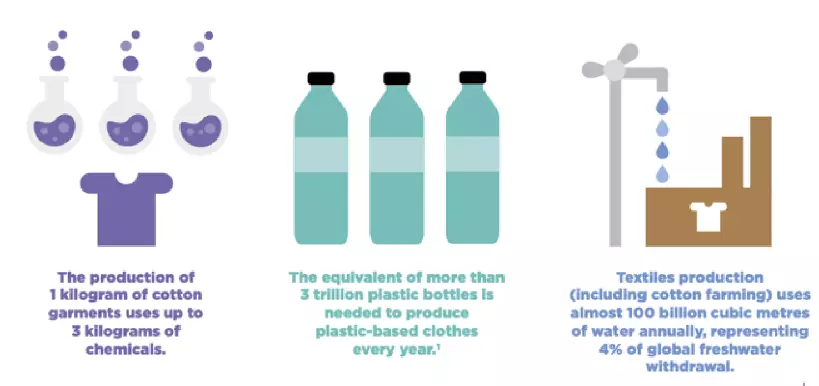 The production of
1 kilogram of cotton
garments uses up to
3 kilograms of
chemicals.
The equivalent of more than
3 trillion plastic bottles is
needed to produce
plastic-based clothes
every year.¹
Textiles production
(including cotton farming) uses
almost 100 billion cubic metres
of water annually, representing
4% of global freshwater
withdrawal.